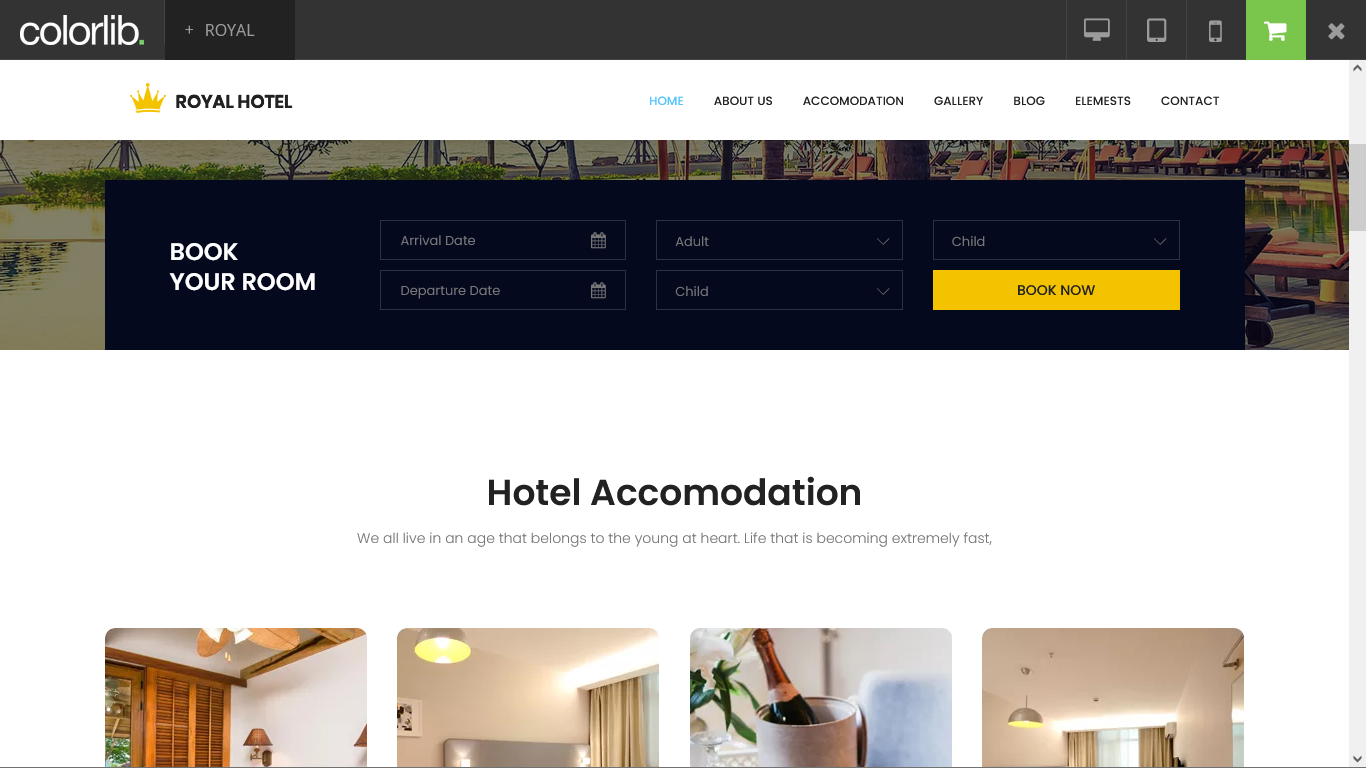 colorlib.
+ ROYAL
ROYAL HOTEL
HOME
ABOUT US
ACCOMODATION
GALLERY
BLOG
ELEMESTS
CONTACT
BOOK
YOUR ROOM
Arrival Date
Adult
Child
Departure Date
Child
BOOK NOW
Hotel Accomodation
We all live in an age that belongs to the young at heart. Life that is becoming extremely fast,